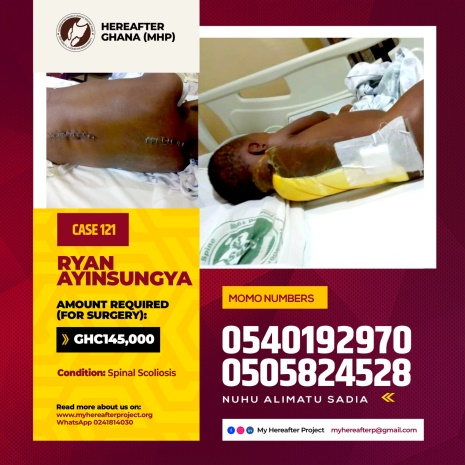 HEREAFTER
GHANA (MHP)
CASE 121
RYAN
AYINSUNGYA
AMOUNT REQUIRED
(FOR SURGERY):
GHC145,000
Condition: Spinal Scoliosis
Read more about us on:
www.myhereafterproject.org
WhatsApp 0241814030
MOMO NUMBERS
0540192970
0505824528
NUHU ALIMATU SADIA
My Hereafter Project myhereafterp@gmail.com